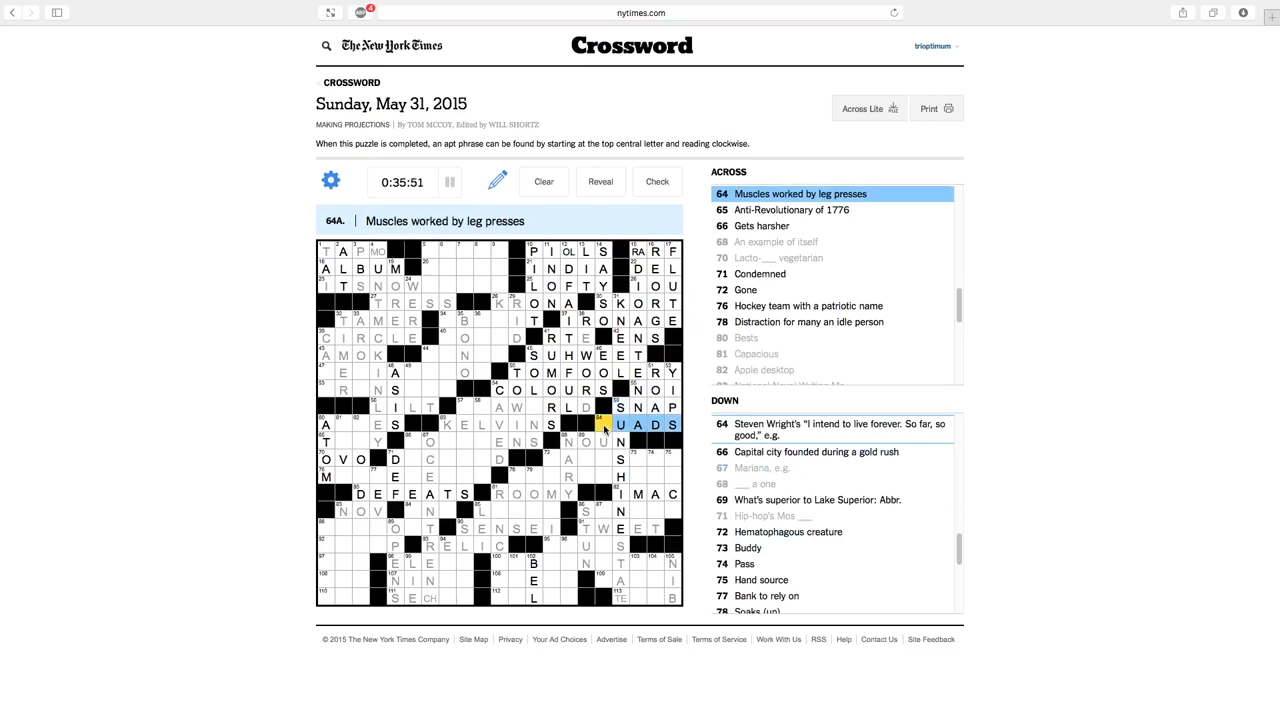 nytimes.com
4
The New York Times
Crossword
trioptimum
CROSSWORD
Sunday, May 31, 2015
Across Lite
Print
MAKING PROJECTIONS | By TOM MCCOY, Edited by WILL SHORTZ
When this puzzle is completed, an apt phrase can be found by starting at the top central letter and reading clockwise.
0:35:51
Clear
Reveal
Check
64A. | Muscles worked by leg presses
ACROSS
64 Muscles worked by leg presses
65 Anti-Revolutionary of 1776
66 Gets harsher
68 An example of itself
70 Lacto-___ vegetarian
71 Condemned
72 Gone
76 Hockey team with a patriotic name
78 Distraction for many an idle person
80 Bests
81 Capacious
82 Apple desktop
DOWN
64 Steven Wright's "I intend to live forever. So far, so
good," e.g.
66 Capital city founded during a gold rush
67 Mariana, e.g.
68 ___ a one
69 What's superior to Lake Superior: Abbr.
71 Hip-hop's Mos ___
72 Hematophagous creature
73 Buddy
74 Pass
75 Hand source
77 Bank to rely on
78 Soaks (up)
T A P MO P I OL L S RA R F
A L B U M I N D I A D E L
I T S N O W L O F T Y I O U
T R E S S K R O N A S K O R T
T A M E R B I T I R O N A G E
C I R C L E O D R T E E N S
A M O K N S U H W E E T
E I A O T O M F O O L E R Y
R N S C O L O U R S N O I
I L T A W R L D S N A P
A E S K E L V I N S U A D S
T Y O E N S N O U N
O V O D C D A S
M E E R H
D E F E A T S R O O M Y I M A C
N O V N L S N
O T S E N S E I T W E E T
P R E L I C U S
E L E B N T N
N I N E A I
S E CH L TE B
© 2015 The New York Times Company Site Map Privacy Your Ad Choices Advertise Terms of Sale Terms of Service Work With Us RSS Help Contact Us Site Feedback